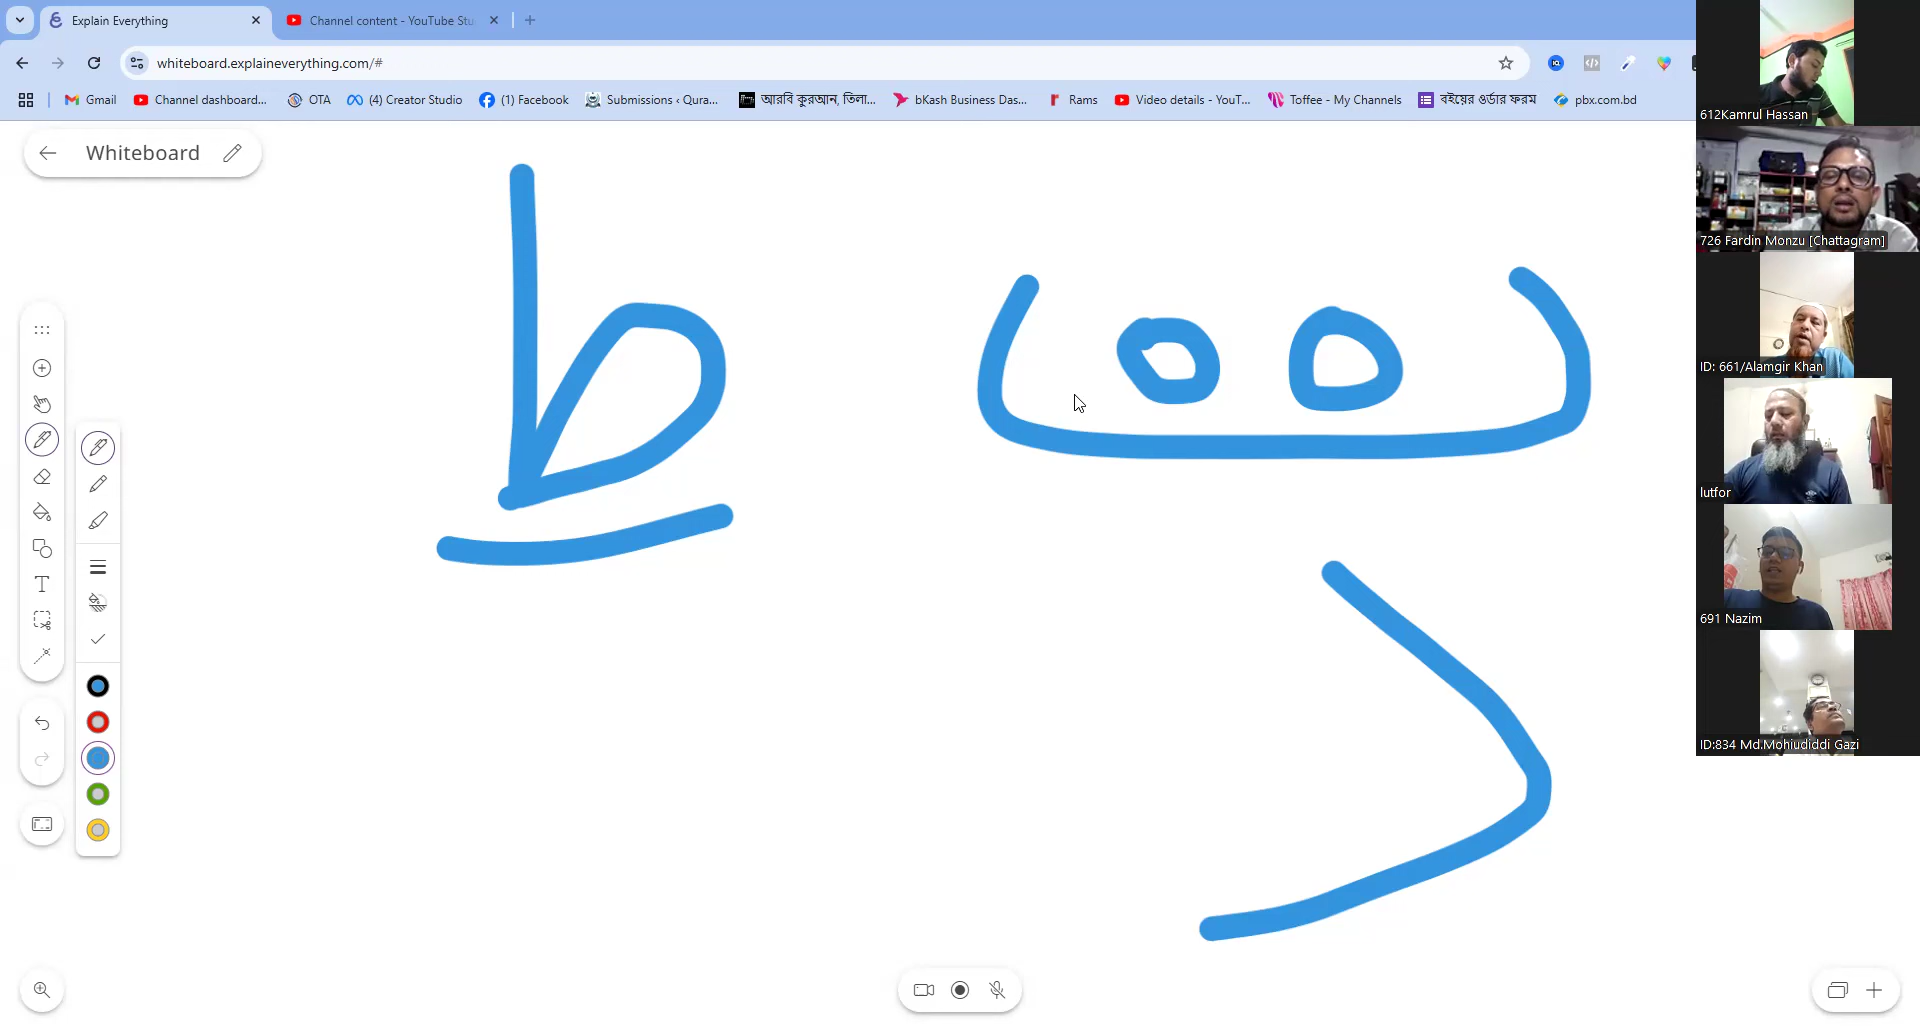 Explain Everything
Channel content - YouTube Stu
whiteboard.explaineverything.com/#
Gmail
Channel dashboard...
OTA
(4) Creator Studio
(1) Facebook
Submissions ‹ Qura...
আরবি কুরআন, তিলা...
bKash Business Das...
Rams
Video details - YouT...
Toffee - My Channels
বইয়ের ওর্ডার ফরম
pbx.com.bd
Whiteboard
ط
ت
د
612Kamrul Hassan
726 Fardin Monzu [Chattagram]
ID: 661/Alamgir Khan
lutfor
691 Nazim
ID:834 Md.Mohiudiddi Gazi